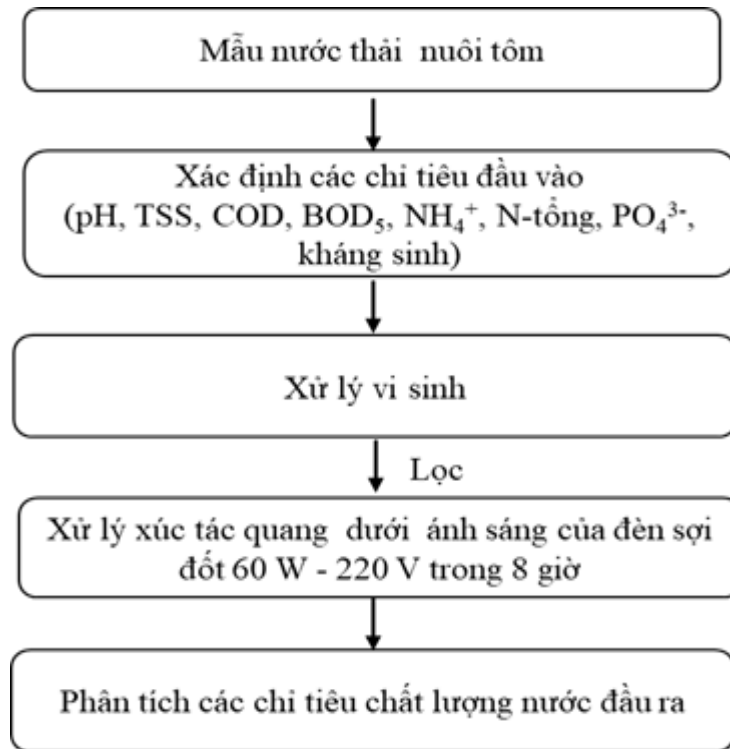 Mẫu nước thải nuôi tôm
Xác định các chỉ tiêu đầu vào
(pH, TSS, COD, BOD₅, NH₄⁺, N-tổng, PO₄³⁻,
kháng sinh)
Xử lý vi sinh
Lọc
Xử lý xúc tác quang dưới ánh sáng của đèn sợi
đốt 60 W - 220 V trong 8 giờ
Phân tích các chỉ tiêu chất lượng nước đầu ra